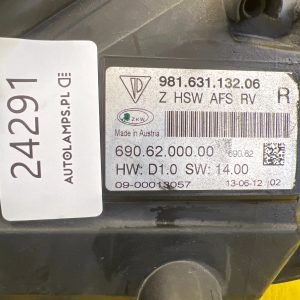 24291
AUTOLAMPS.PL
981.631.132.06
Z HSW AFS RV
R
ZKW
Made in Austria
690.62.000.00
690.62
HW: D1.0 SW: 14.00
09-00013057
13-06-12
02